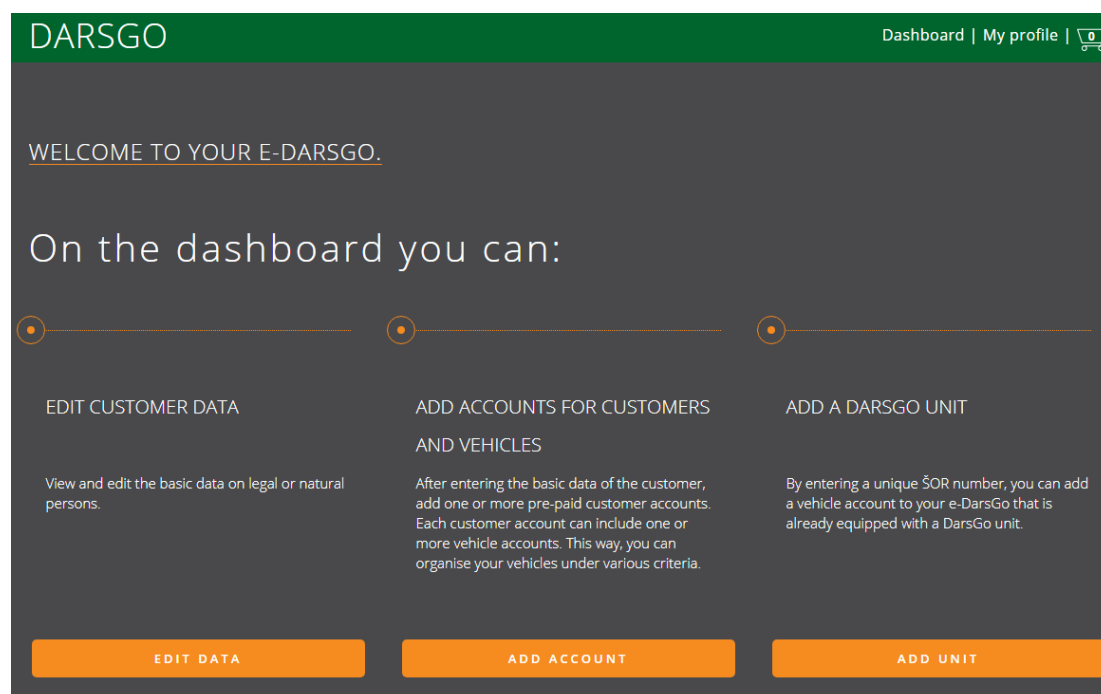 DARSGO
Dashboard | My profile | 0
WELCOME TO YOUR E-DARSGO.
On the dashboard you can:
EDIT CUSTOMER DATA
View and edit the basic data on legal or natural
persons.
EDIT DATA
ADD ACCOUNTS FOR CUSTOMERS
AND VEHICLES
After entering the basic data of the customer,
add one or more pre-paid customer accounts.
Each customer account can include one or
more vehicle accounts. This way, you can
organise your vehicles under various criteria.
ADD ACCOUNT
ADD A DARSGO UNIT
By entering a unique ŠOR number, you can add
a vehicle account to your e-DarsGo that is
already equipped with a DarsGo unit.
ADD UNIT